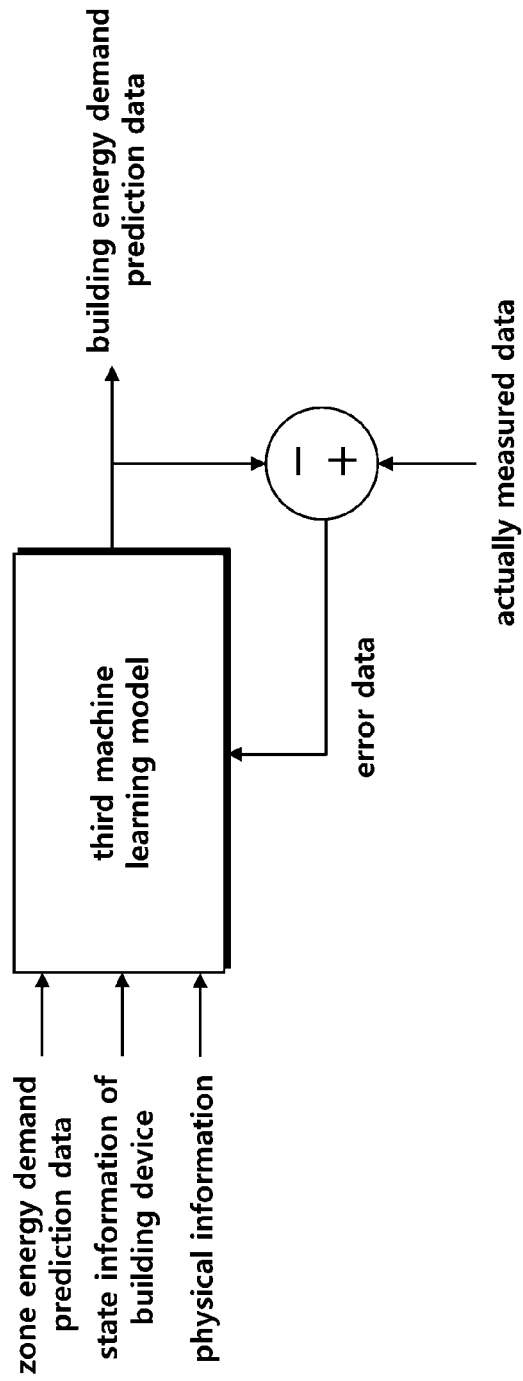 zone energy demand
prediction data
state information of
building device
physical information
third machine
learning model
error data
building energy demand
prediction data
− 
+
actually measured data